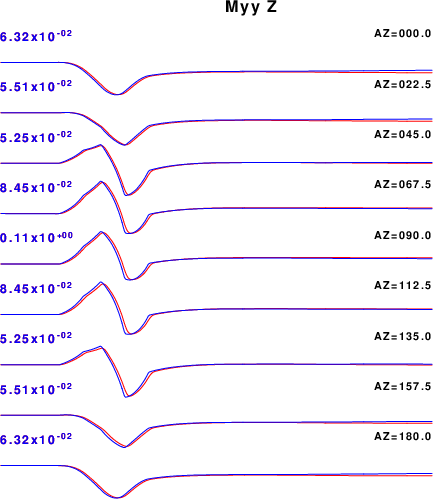 Myy Z
6.32x10⁻⁰² AZ=000.0
5.51x10⁻⁰² AZ=022.5
5.25x10⁻⁰² AZ=045.0
8.45x10⁻⁰² AZ=067.5
0.11x10⁺⁰⁰ AZ=090.0
8.45x10⁻⁰² AZ=112.5
5.25x10⁻⁰² AZ=135.0
5.51x10⁻⁰² AZ=157.5
6.32x10⁻⁰² AZ=180.0